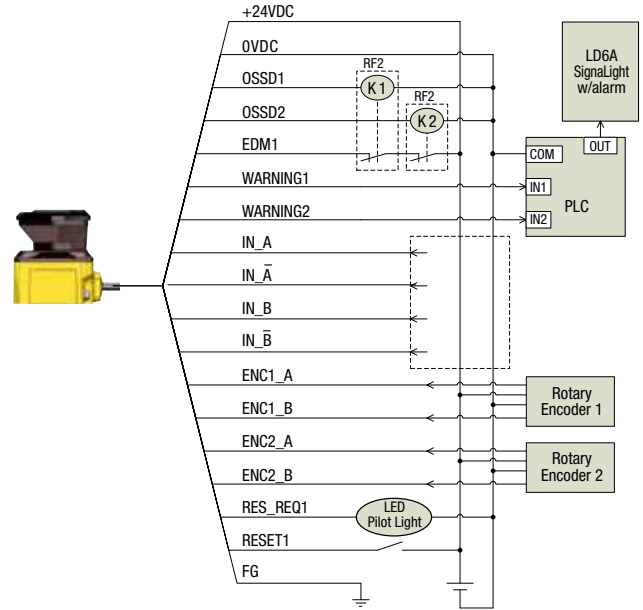 +24VDC
0VDC
OSSD1
RF2
K1
RF2
OSSD2
K2
EDM1
WARNING1
WARNING2
IN_A
IN_A̅
IN_B
IN_B̅
ENC1_A
ENC1_B
ENC2_A
ENC2_B
RES_REQ1
RESET1
FG
LED
Pilot Light
LD6A
SignaLight
w/alarm
OUT
COM
IN1
IN2
PLC
Rotary
Encoder 1
Rotary
Encoder 2